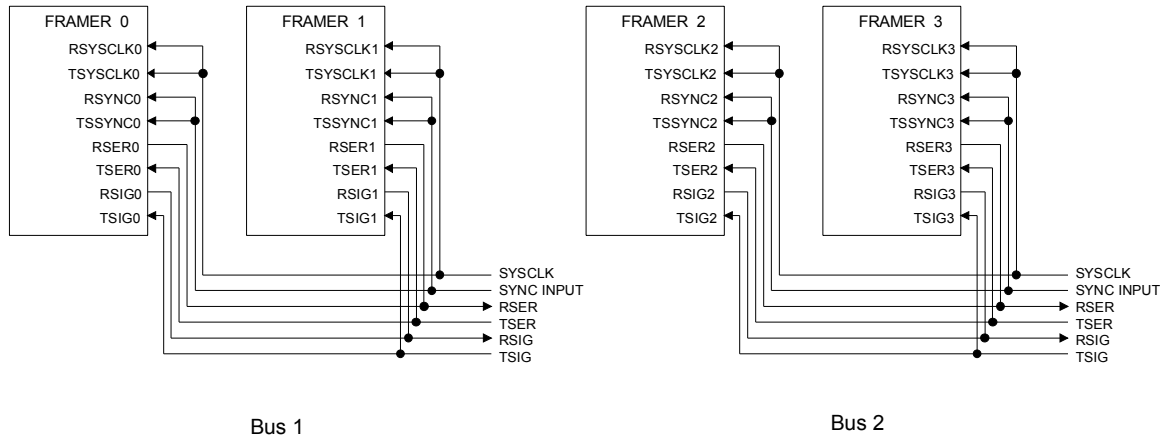 FRAMER 0
RSYSCLK0
TSYSCLK0
RSYNC0
TSSYNC0
RSER0
TSER0
RSIG0
TSIG0
FRAMER 1
RSYSCLK1
TSYSCLK1
RSYNC1
TSSYNC1
RSER1
TSER1
RSIG1
TSIG1
SYSCLK
SYNC INPUT
RSER
TSER
RSIG
TSIG
Bus 1
FRAMER 2
RSYSCLK2
TSYSCLK2
RSYNC2
TSSYNC2
RSER2
TSER2
RSIG2
TSIG2
FRAMER 3
RSYSCLK3
TSYSCLK3
RSYNC3
TSSYNC3
RSER3
TSER3
RSIG3
TSIG3
SYSCLK
SYNC INPUT
RSER
TSER
RSIG
TSIG
Bus 2